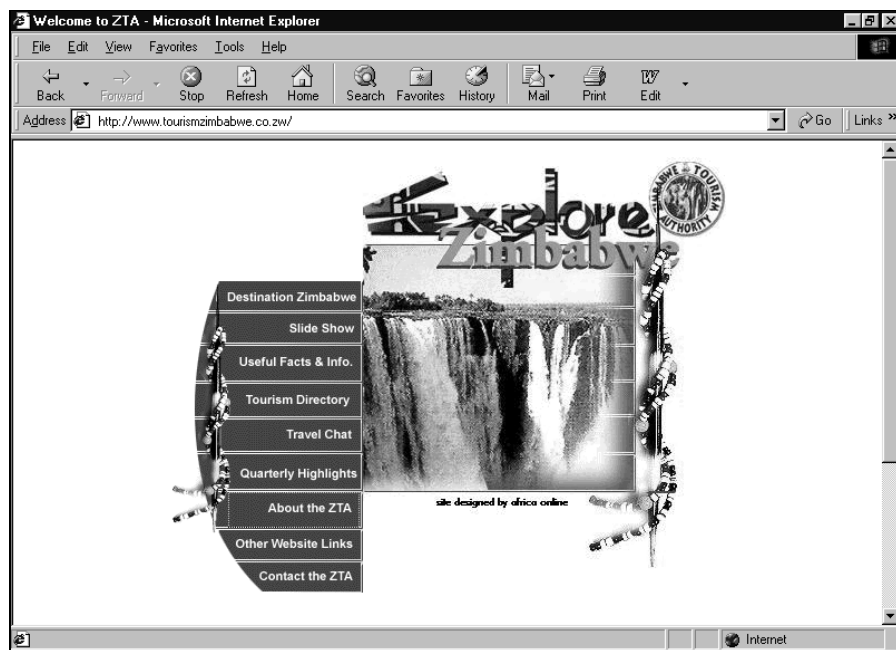 Welcome to ZTA - Microsoft Internet Explorer
File Edit View Favorites Tools Help
Back Forward Stop Refresh Home Search Favorites History Mail Print Edit
Address http://www.tourismzimbabwe.co.zw/ Go Links »
Explore
Zimbabwe
ZIMBABWE TOURISM
AUTHORITY
Destination Zimbabwe
Slide Show
Useful Facts & Info.
Tourism Directory
Travel Chat
Quarterly Highlights
About the ZTA
Other Website Links
Contact the ZTA
site designed by africa online
Internet